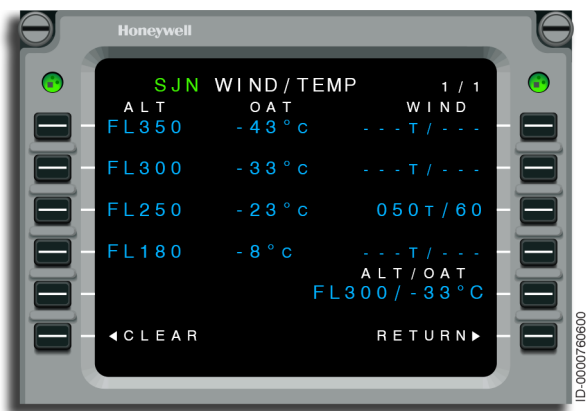 Honeywell
SJN WIND/TEMP 1/1
ALT OAT WIND
FL350 -43°C ---T/---
FL300 -33°C ---T/---
FL250 -23°C 050T/60
FL180 -8°C ---T/---
ALT/OAT
FL300/-33°C
◀CLEAR RETURN▶
ID-0000760600